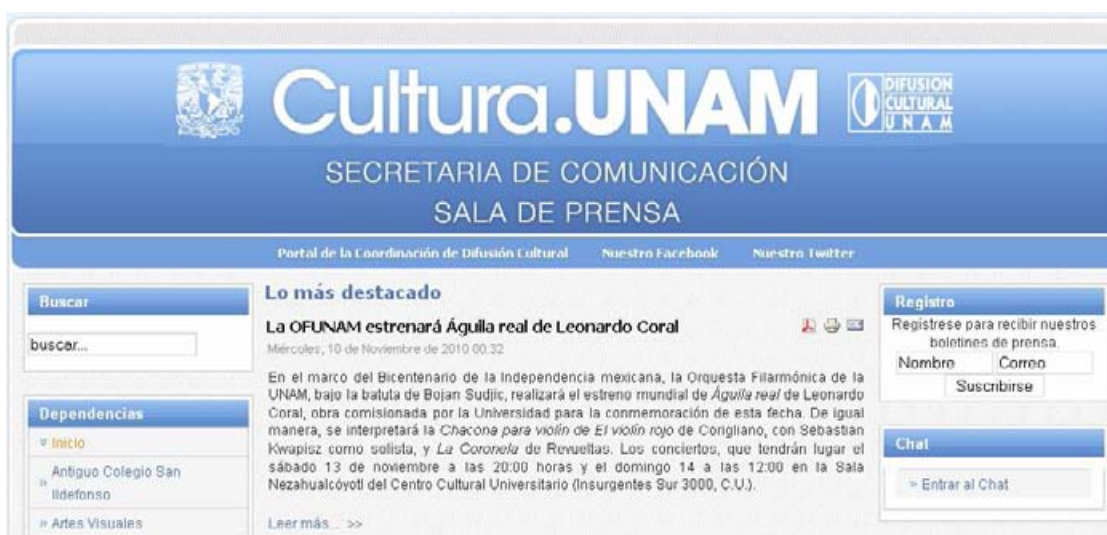 Cultura.UNAM
DIFUSION
CULTURAL
UNAM
SECRETARIA DE COMUNICACIÓN
SALA DE PRENSA
Portal de la Coordinación de Difusión Cultural
Nuestro Facebook
Nuestro Twitter
Buscar
buscar...
Dependencias
Inicio
Antiguo Colegio San
Ildefonso
Artes Visuales
Lo más destacado
La OFUNAM estrenará Águila real de Leonardo Coral
Miércoles, 10 de Noviembre de 2010 00:32
En el marco del Bicentenario de la Independencia mexicana, la Orquesta Filarmónica de la
UNAM, bajo la batuta de Bojan Sudjic, realizará el estreno mundial de Águila real de Leonardo
Coral, obra comisionada por la Universidad para la conmemoración de esta fecha. De igual
manera, se interpretará la Chacona para violín de El violín rojo de Corigliano, con Sebastian
Kwapisz como solista, y La Coronela de Revueltas. Los conciertos, que tendrán lugar el
sábado 13 de noviembre a las 20:00 horas y el domingo 14 a las 12:00 en la Sala
Nezahualcóyotl del Centro Cultural Universitario (Insurgentes Sur 3000, C.U.).
Leer más... >>
Registro
Registrese para recibir nuestros
boletines de prensa.
Nombre Correo
Suscribirse
Chat
» Entrar al Chat